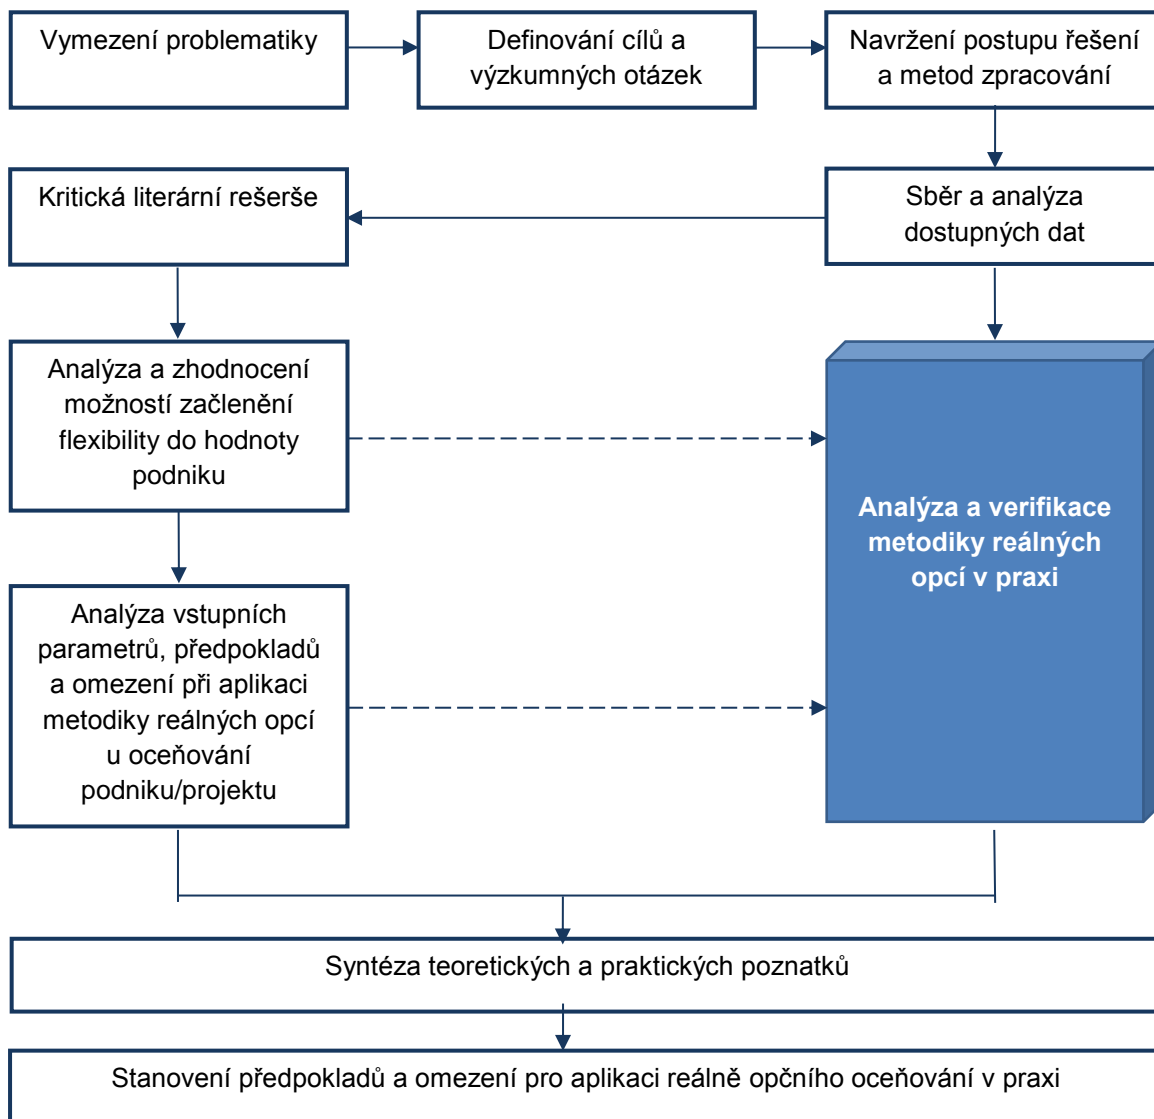 Vymezení problematiky
Definování cílů a
výzkumných otázek
Navržení postupu řešení
a metod zpracování
Kritická literární rešerše
Sběr a analýza
dostupných dat
Analýza a zhodnocení
možností začlenění
flexibility do hodnoty
podniku
Analýza a verifikace
metodiky reálných
opcí v praxi
Analýza vstupních
parametrů, předpokladů
a omezení při aplikaci
metodiky reálných opcí
u oceňování
podniku/projektu
Syntéza teoretických a praktických poznatků
Stanovení předpokladů a omezení pro aplikaci reálně opčního oceňování v praxi